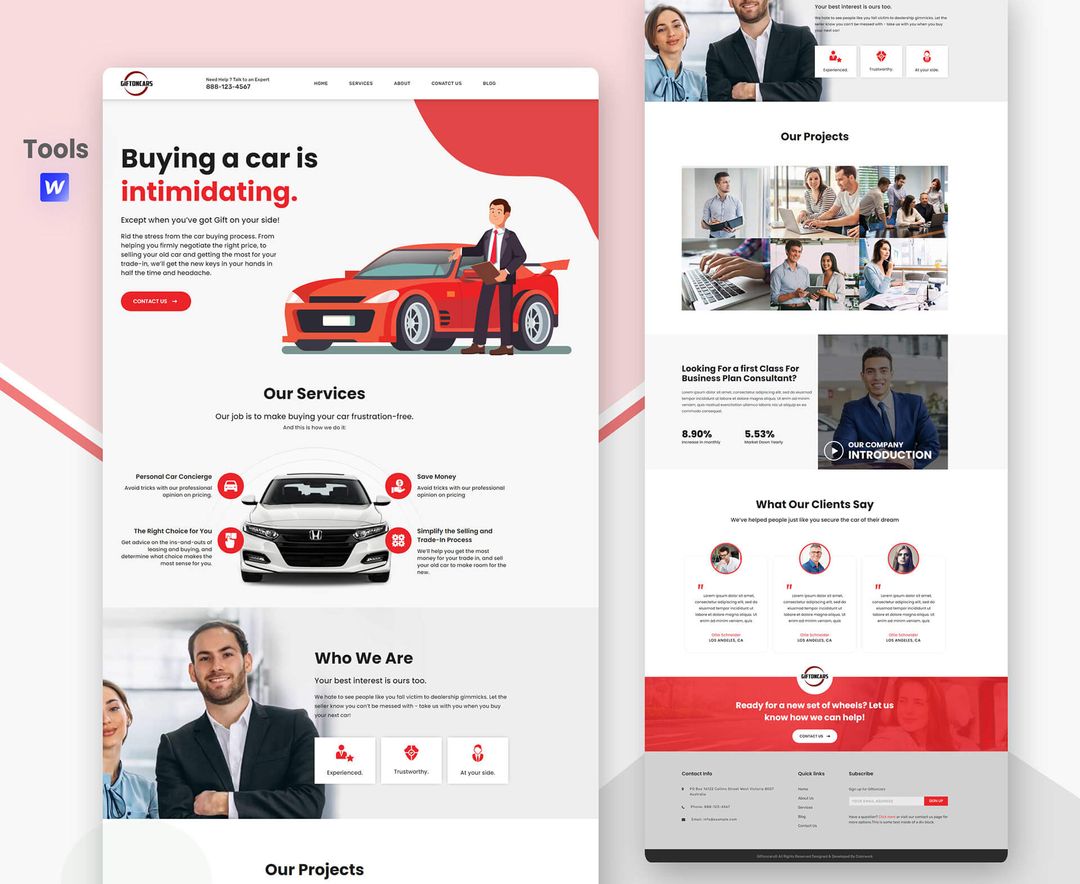 Tools
W
GIFTONCARS
Need Help ? Talk to an Expert
888-123-4567
HOME
SERVICES
ABOUT
CONATCT US
BLOG
Buying a car is
intimidating.
Except when you've got Gift on your side!
Rid the stress from the car buying process. From
helping you firmly negotiate the right price, to
selling your old car and getting the most for your
trade-in, we'll get the new keys in your hands in
half the time and headache.
CONTACT US →
Our Services
Our job is to make buying your car frustration-free.
And this is how we do it:
Personal Car Concierge
Avoid tricks with our professional
opinion on pricing.
Save Money
Avoid tricks with our professional
opinion on pricing
The Right Choice for You
Get advice on the ins-and-outs of
leasing and buying, and
determine what choice makes the
most sense for you.
Simplify the Selling and
Trade-In Process
We'll help you get the most
money for your trade in, and sell
your old car to make room for the
new.
Who We Are
Your best interest is ours too.
We hate to see people like you fall victim to dealership gimmicks. Let the
seller know you can't be messed with - take us with you when you buy
your next car!
Experienced.
Trustworthy.
At your side.
Our Projects
Your best interest is ours too.
We hate to see people like you fall victim to dealership gimmicks. Let the
seller know you can't be messed with - take us with you when you buy
your next car!
Experienced.
Trustworthy.
At your side.
Our Projects
Looking For a first Class For
Business Plan Consultant?
Lorem ipsum dolor sit amet, consectetur adipiscing elit, sed do eiusmod
tempor incididunt ut labore et dolore magna aliqua. Ut enim ad minim
veniam, quis nostrud exercitation ullamco laboris nisi ut aliquip ex ea
commodo consequat.
8.90%
Increase in monthly
5.53%
Market Down Yearly
OUR COMPANY
INTRODUCTION
What Our Clients Say
We've helped people just like you secure the car of their dream
Lorem ipsum dolor sit amet,
consectetur adipiscing elit, sed do
eiusmod tempor incididunt ut
labore et dolore magna aliqua. Ut
enim ad minim veniam, quis
Ottie Schneider
LOS ANGELES, CA
Lorem ipsum dolor sit amet,
consectetur adipiscing elit, sed do
eiusmod tempor incididunt ut
labore et dolore magna aliqua. Ut
enim ad minim veniam, quis
Ottie Schneider
LOS ANGELES, CA
Lorem ipsum dolor sit amet,
consectetur adipiscing elit, sed do
eiusmod tempor incididunt ut
labore et dolore magna aliqua. Ut
enim ad minim veniam, quis
Ottie Schneider
LOS ANGELES, CA
GIFTONCARS
Ready for a new set of wheels? Let us
know how we can help!
CONTACT US →
Contact Info
PO Box 16122 Collins Street West Victoria 8007
Australia
Phone: 888-123-4567
Email: info@example.com
Quick links
Home
About Us
Services
Blog
Contact Us
Subscribe
Sign up for Giftoncars
YOUR EMAIL ADDRESS
SIGN UP
Have a question? Click here or visit our contact us page for
more options.This is some text inside of a div block.
Giftoncars© All Rights Reserved Designed & Developed By